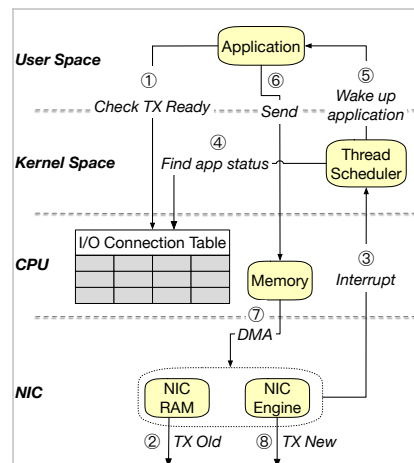 Application
User Space
①
⑥
⑤
Check TX Ready
Send
Wake up
application
④
Kernel Space
Find app status
Thread
Scheduler
I/O Connection Table
CPU
Memory
③
Interrupt
⑦
DMA
NIC
NIC
RAM
NIC
Engine
② TX Old
⑧ TX New